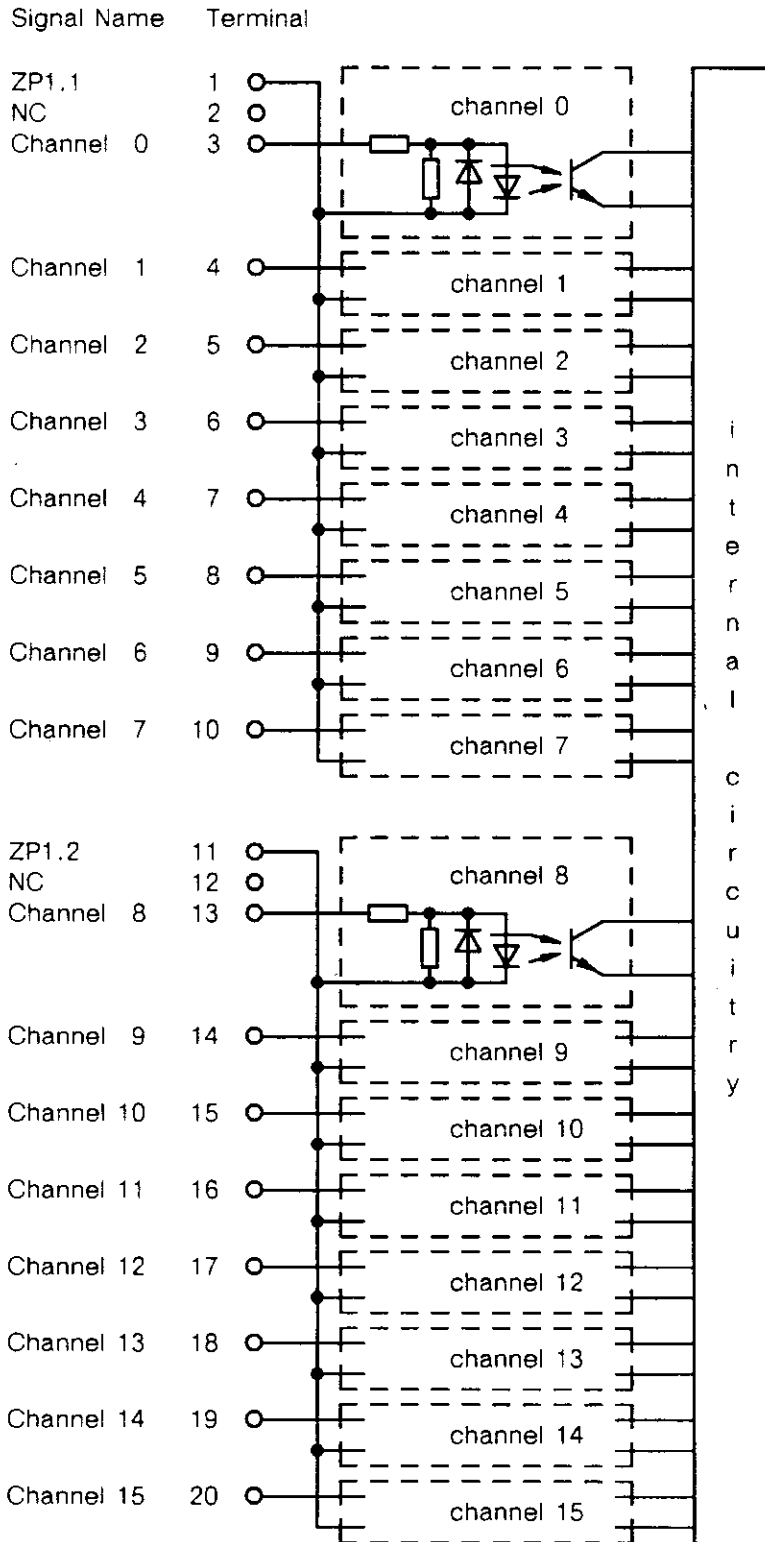 Signal Name Terminal
ZP1.1 1
channel 0
NC 2
Channel 0 3
Channel 1 4
channel 1
Channel 2 5
channel 2
Channel 3 6
channel 3
Channel 4 7
channel 4
Channel 5 8
channel 5
Channel 6 9
channel 6
Channel 7 10
channel 7
ZP1.2 11
channel 8
NC 12
Channel 8 13
Channel 9 14
channel 9
Channel 10 15
channel 10
Channel 11 16
channel 11
Channel 12 17
channel 12
Channel 13 18
channel 13
Channel 14 19
channel 14
Channel 15 20
channel 15
internal circuitry